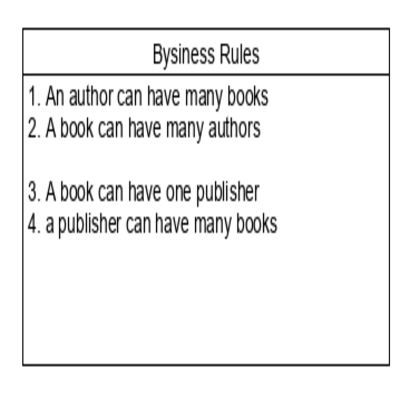 Bysiness Rules
1. An author can have many books
2. A book can have many authors
3. A book can have one publisher
4. a publisher can have many books